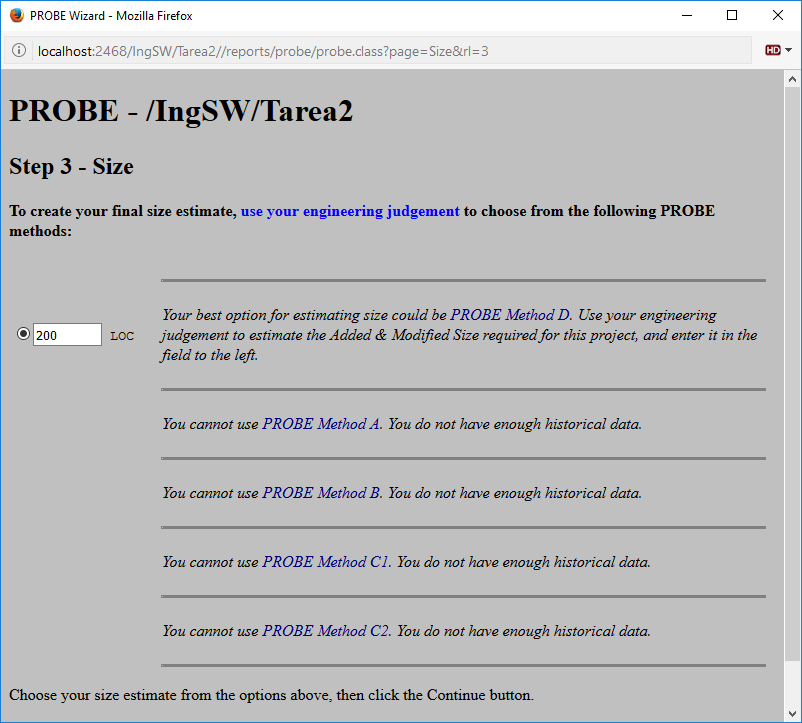 PROBE Wizard - Mozilla Firefox
localhost:2468/IngSW/Tarea2//reports/probe/probe.class?page=Size&rl=3
HD
PROBE - /IngSW/Tarea2
Step 3 - Size
To create your final size estimate, use your engineering judgement to choose from the following PROBE
methods:
200 LOC
Your best option for estimating size could be PROBE Method D. Use your engineering
judgement to estimate the Added & Modified Size required for this project, and enter it in the
field to the left.
You cannot use PROBE Method A. You do not have enough historical data.
You cannot use PROBE Method B. You do not have enough historical data.
You cannot use PROBE Method C1. You do not have enough historical data.
You cannot use PROBE Method C2. You do not have enough historical data.
Choose your size estimate from the options above, then click the Continue button.